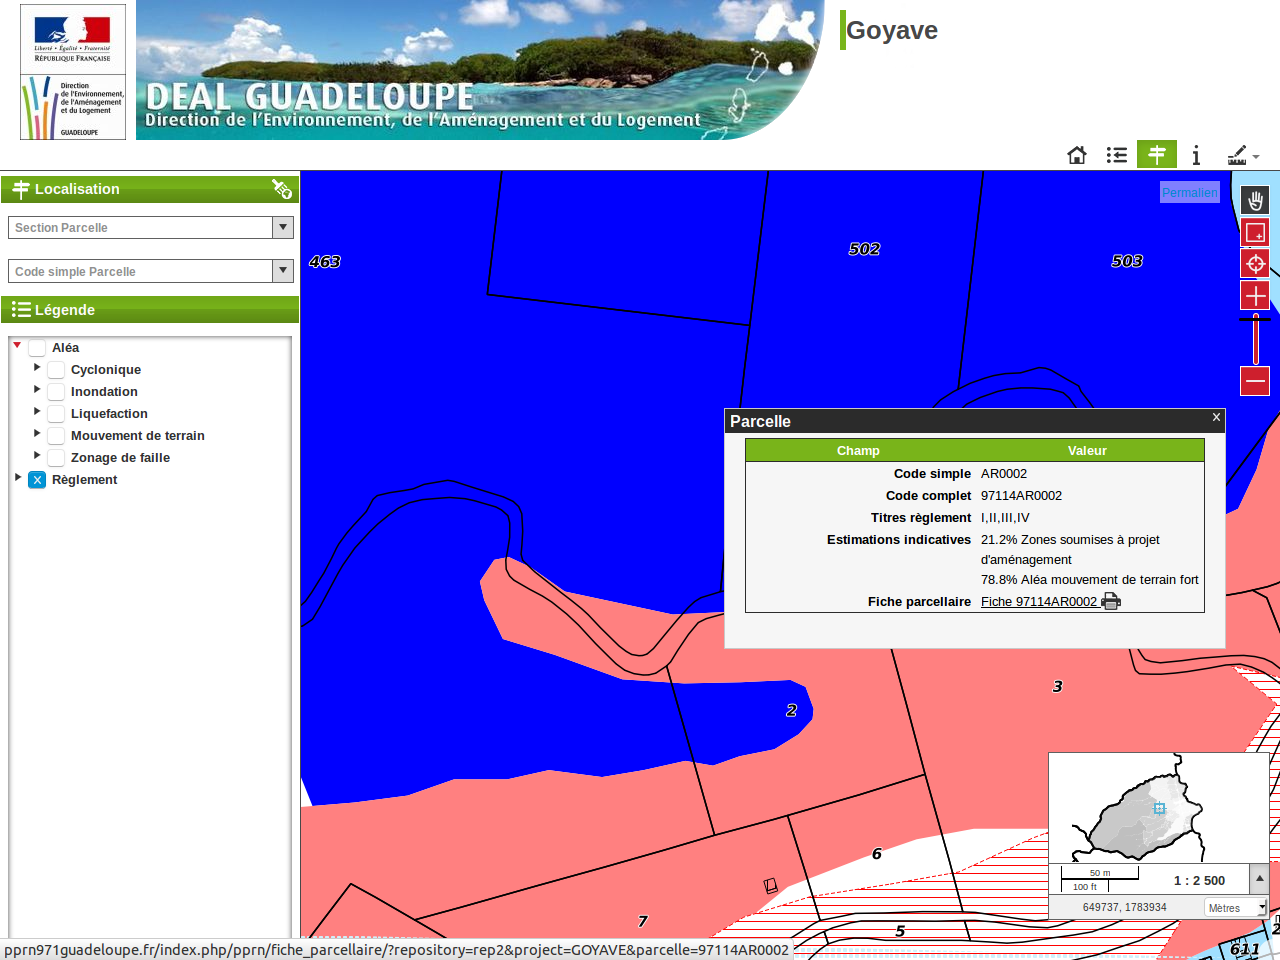 Liberté • Égalité • Fraternité
RÉPUBLIQUE FRANÇAISE
Direction
de l'Environnement,
de l'Aménagement
et du Logement
GUADELOUPE
DEAL GUADELOUPE
Direction de l'Environnement, de l'Aménagement et du Logement
Goyave
Localisation
Section Parcelle
Code simple Parcelle
Légende
Aléa
Cyclonique
Inondation
Liquefaction
Mouvement de terrain
Zonage de faille
Règlement
Permalien
463
502
503
Parcelle
Champ Valeur
Code simple AR0002
Code complet 97114AR0002
Titres règlement I,II,III,IV
Estimations indicatives 21.2% Zones soumises à projet
d'aménagement
78.8% Aléa mouvement de terrain fort
Fiche parcellaire Fiche 97114AR0002
3
2
6
7
5
611
50 m
100 ft
1 : 2 500
649737, 1783934
Mètres
pprn971guadeloupe.fr/index.php/pprn/fiche_parcellaire/?repository=rep2&project=GOYAVE&parcelle=97114AR0002